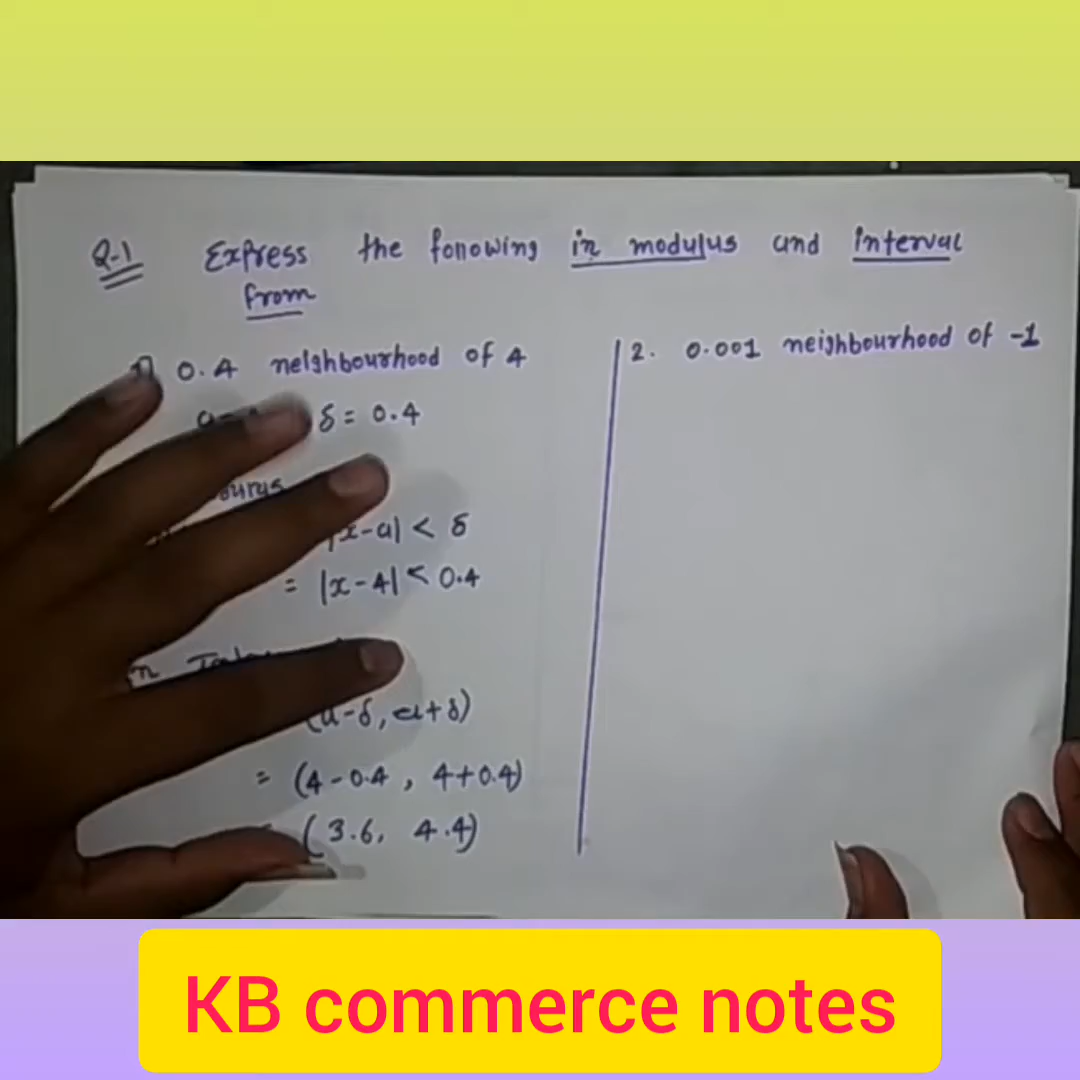 Q-1 Express the following in modulus and Interval
from
1) 0.4 neighbourhood of 4
δ = 0.4
|x-a| < δ
= |x-4| < 0.4
(a-δ, a+δ)
= (4-0.4, 4+0.4)
(3.6, 4.4)
2. 0.001 neighbourhood of -1
KB commerce notes